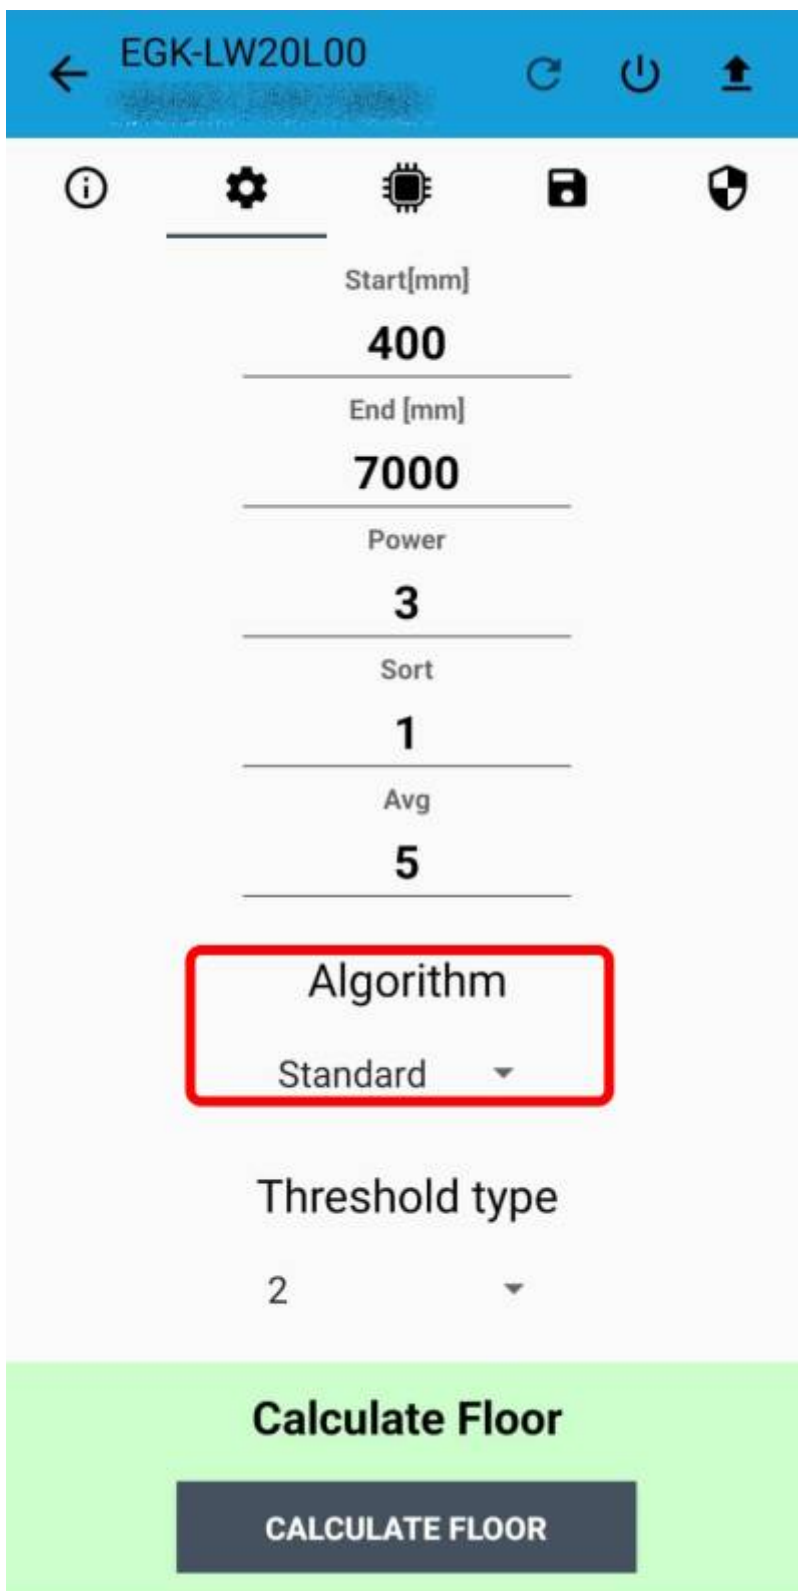 EGK-LW20L00
Start[mm]
400
End [mm]
7000
Power
3
Sort
1
Avg
5
Algorithm
Standard
Threshold type
2
Calculate Floor
CALCULATE FLOOR